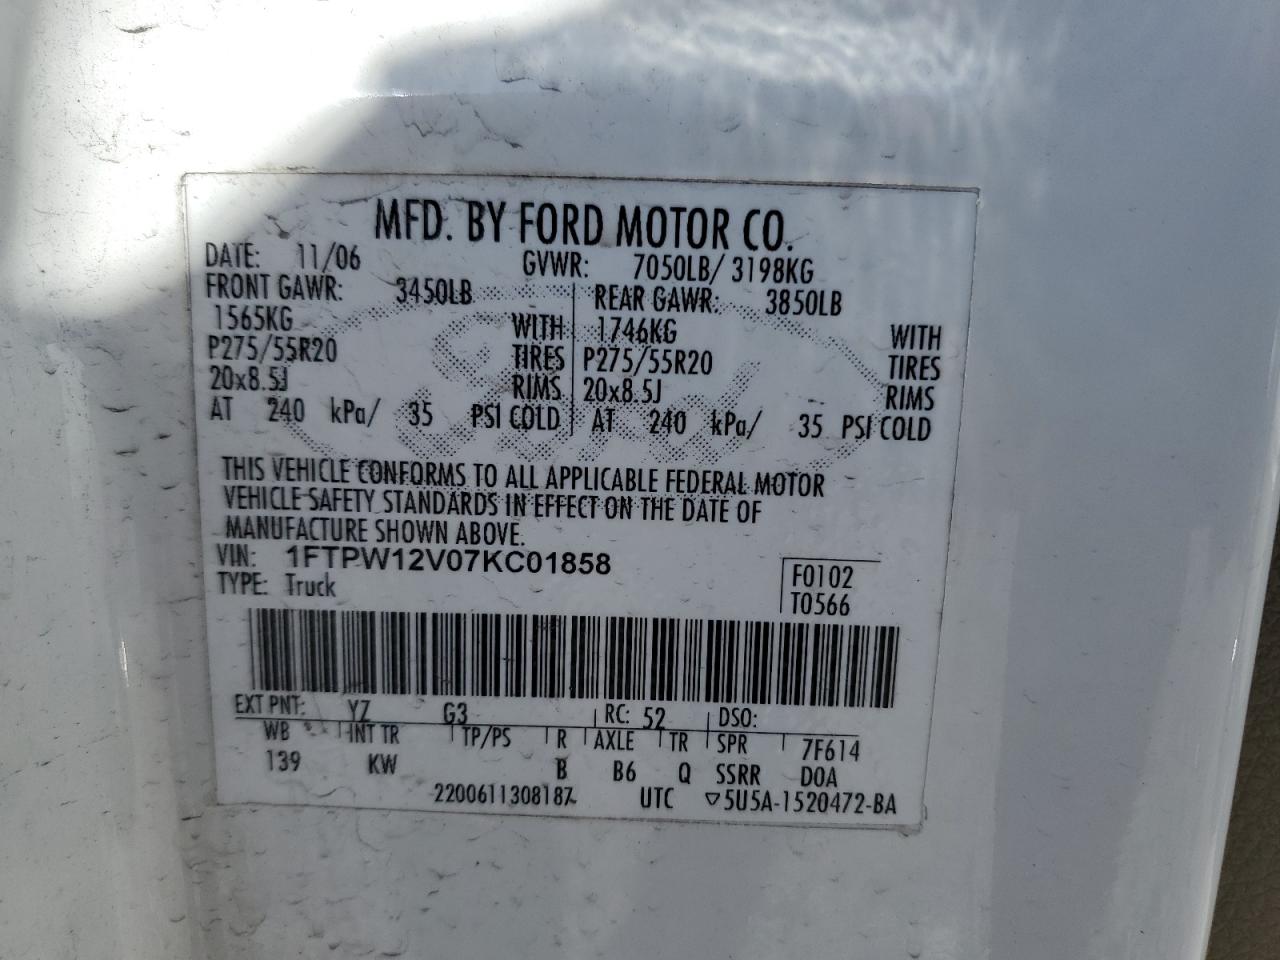 MFD. BY FORD MOTOR CO.
DATE: 11/06 GVWR: 7050LB/ 3198KG
FRONT GAWR: 3450LB REAR GAWR: 3850LB
1565KG WITH 1746KG WITH
P275/55R20 TIRES P275/55R20 TIRES
20x8.5J RIMS 20x8.5J RIMS
AT 240 kPa/ 35 PSI COLD AT 240 kPa/ 35 PSI COLD
THIS VEHICLE CONFORMS TO ALL APPLICABLE FEDERAL MOTOR
VEHICLE SAFETY STANDARDS IN EFFECT ON THE DATE OF
MANUFACTURE SHOWN ABOVE.
VIN: 1FTPW12V07KC01858 F0102
TYPE: Truck T0566
EXT PNT: YZ G3 RC: 52 DSO:
WB INT TR TP/PS R AXLE TR SPR 7F614
139 KW B B6 Q SSRR DOA
2200611308187 UTC ▽5U5A-1520472-BA